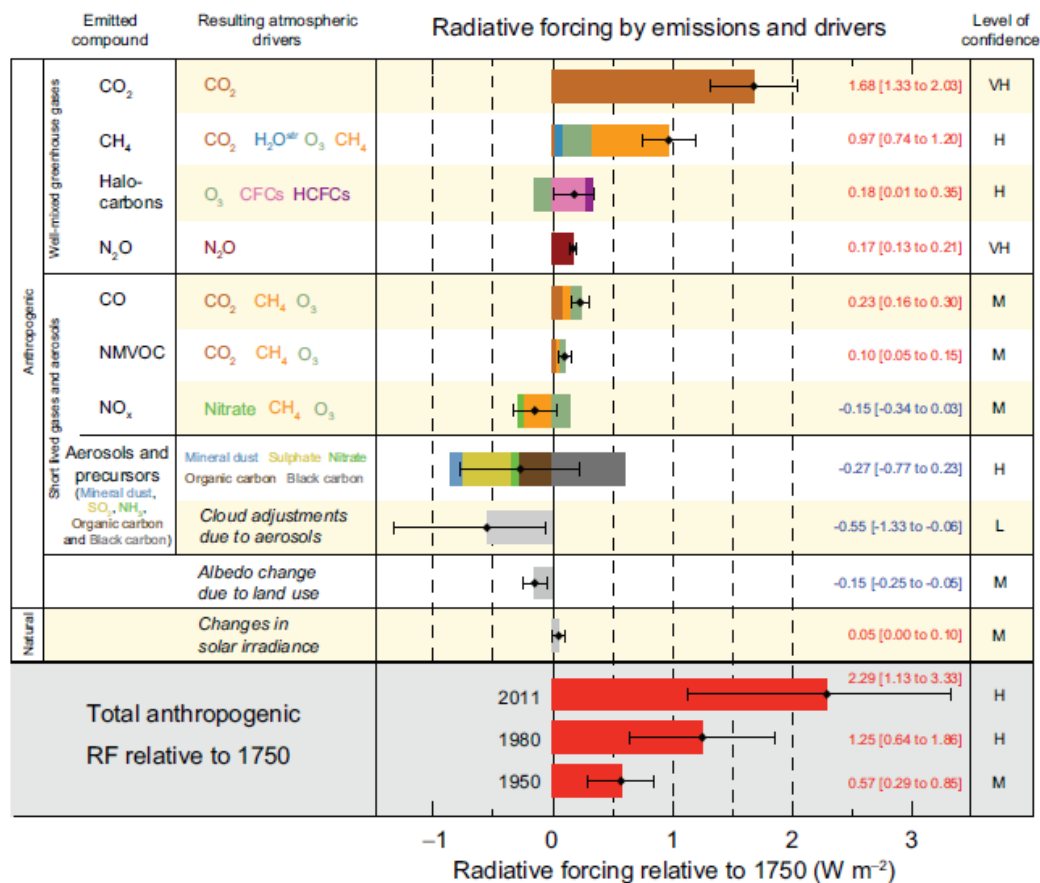 Emitted compound
Resulting atmospheric drivers
Radiative forcing by emissions and drivers
Level of confidence
Anthropogenic
Well-mixed greenhouse gases
CO₂
CO₂
1.68 [1.33 to 2.03]
VH
CH₄
CO₂ H₂Oˢᵗʳ O₃ CH₄
0.97 [0.74 to 1.20]
H
Halo-
carbons
O₃ CFCs HCFCs
0.18 [0.01 to 0.35]
H
N₂O
N₂O
0.17 [0.13 to 0.21]
VH
Short lived gases and aerosols
CO
CO₂ CH₄ O₃
0.23 [0.16 to 0.30]
M
NMVOC
CO₂ CH₄ O₃
0.10 [0.05 to 0.15]
M
NOₓ
Nitrate CH₄ O₃
-0.15 [-0.34 to 0.03]
M
Aerosols and
precursors
(Mineral dust,
SO₂, NH₃,
Organic carbon
and Black carbon)
Mineral dust Sulphate Nitrate
Organic carbon Black carbon
-0.27 [-0.77 to 0.23]
H
Cloud adjustments
due to aerosols
-0.55 [-1.33 to -0.06]
L
Albedo change
due to land use
-0.15 [-0.25 to -0.05]
M
Natural
Changes in
solar irradiance
0.05 [0.00 to 0.10]
M
Total anthropogenic
RF relative to 1750
2011
2.29 [1.13 to 3.33]
H
1980
1.25 [0.64 to 1.86]
H
1950
0.57 [0.29 to 0.85]
M
−1 0 1 2 3
Radiative forcing relative to 1750 (W m⁻²)